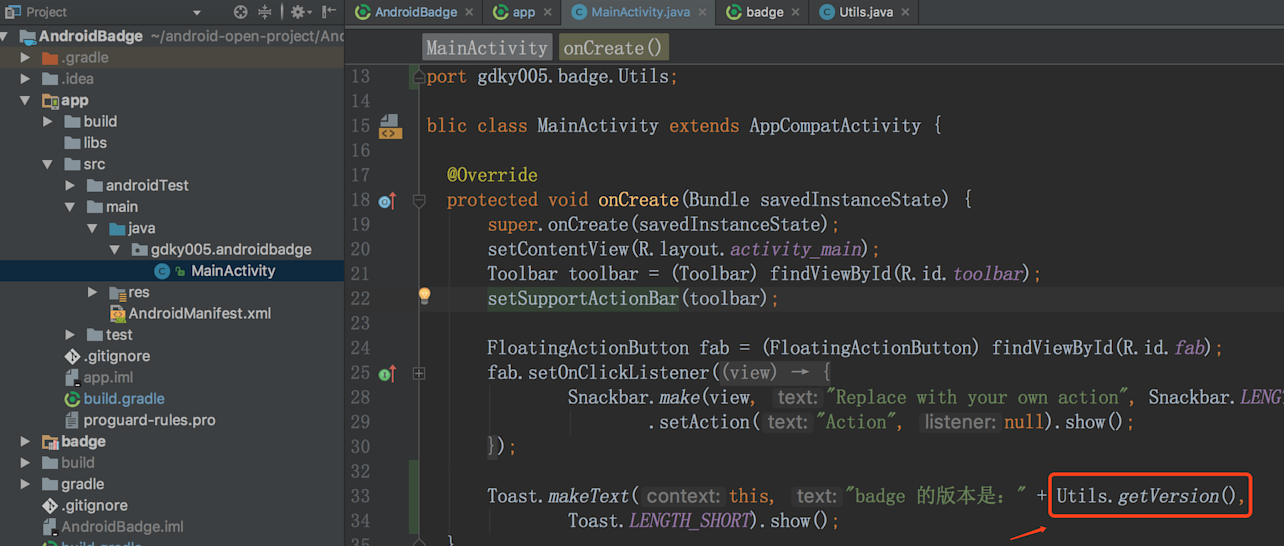 Project
AndroidBadge
app
MainActivity.java
badge
Utils.java
AndroidBadge ~/android-open-project/And
.gradle
.idea
app
build
libs
src
androidTest
main
java
gdky005.androidbadge
MainActivity
res
AndroidManifest.xml
test
.gitignore
app.iml
build.gradle
proguard-rules.pro
badge
build
gradle
.gitignore
AndroidBadge.iml
build.gradle
MainActivity onCreate()
13 port gdky005.badge.Utils;
14
15 blic class MainActivity extends AppCompatActivity {
16
17 @Override
18 protected void onCreate(Bundle savedInstanceState) {
19 super.onCreate(savedInstanceState);
20 setContentView(R.layout.activity_main);
21 Toolbar toolbar = (Toolbar) findViewById(R.id.toolbar);
22 setSupportActionBar(toolbar);
23
24 FloatingActionButton fab = (FloatingActionButton) findViewById(R.id.fab);
25 fab.setOnClickListener((view) → {
28 Snackbar.make(view, text: "Replace with your own action", Snackbar.LENGT
29 .setAction(text: "Action", listener: null).show();
30 });
32
33 Toast.makeText(context: this, text: "badge 的版本是：" + Utils.getVersion(),
34 Toast.LENGTH_SHORT).show();
35 }